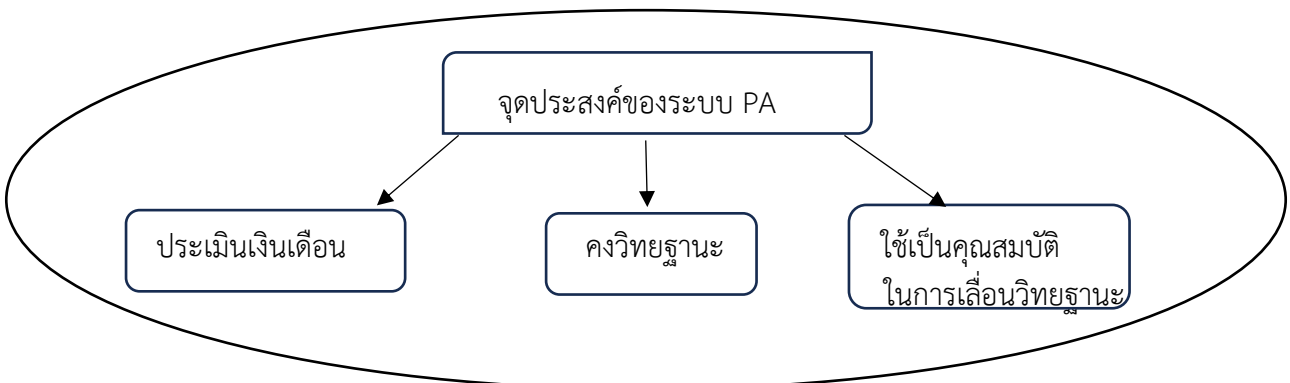 จุดประสงค์ของระบบ PA
ประเมินเงินเดือน
คงวิทยฐานะ
ใช้เป็นคุณสมบัติ
ในการเลื่อนวิทยฐานะ